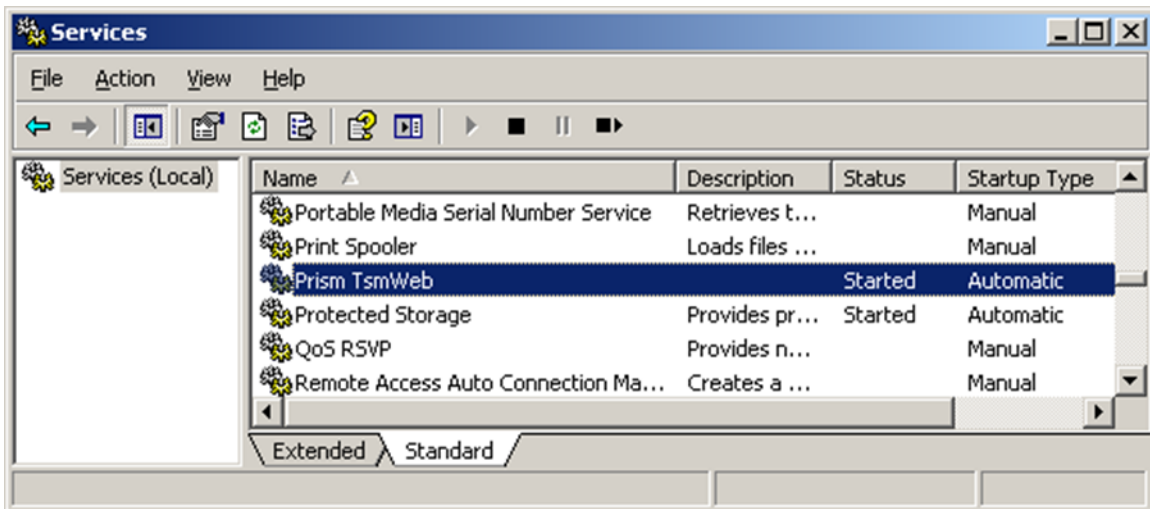 Services
File Action View Help
Services (Local)
Name Description Status Startup Type
Portable Media Serial Number Service Retrieves t... Manual
Print Spooler Loads files ... Manual
Prism TsmWeb Started Automatic
Protected Storage Provides pr... Started Automatic
QoS RSVP Provides n... Manual
Remote Access Auto Connection Ma... Creates a ... Manual
Extended Standard